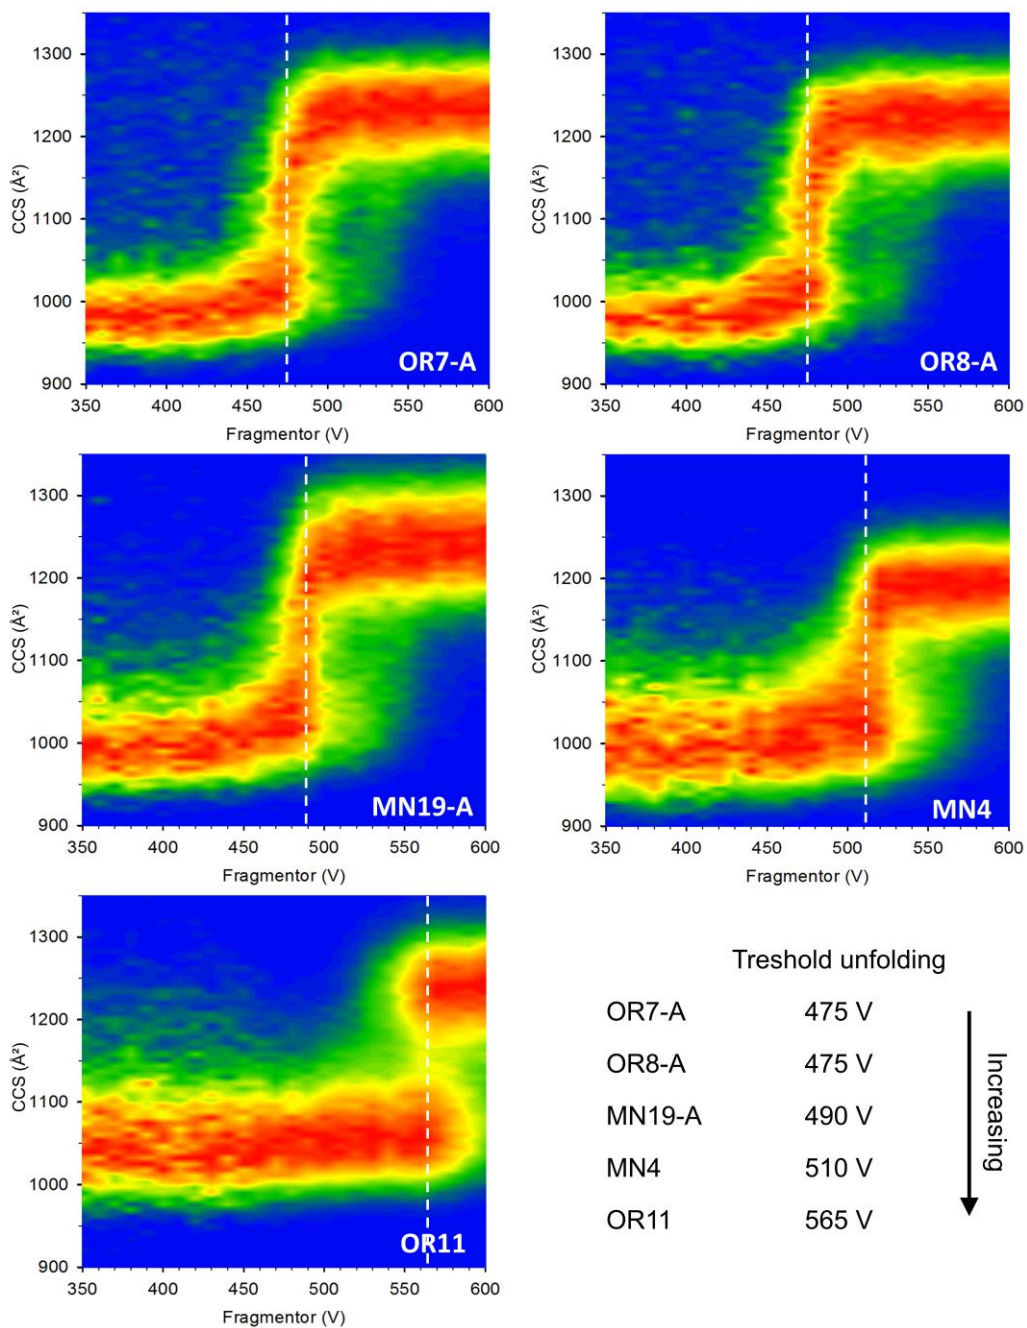 1300
1200
1100
1000
900
CCS (Å²)
350 400 450 500 550 600
Fragmentor (V)
OR7-A
1300
1200
1100
1000
900
CCS (Å²)
350 400 450 500 550 600
Fragmentor (V)
OR8-A
1300
1200
1100
1000
900
CCS (Å²)
350 400 450 500 550 600
Fragmentor (V)
MN19-A
1300
1200
1100
1000
900
CCS (Å²)
350 400 450 500 550 600
Fragmentor (V)
MN4
1300
1200
1100
1000
900
CCS (Å²)
350 400 450 500 550 600
Fragmentor (V)
OR11
Treshold unfolding
OR7-A 475 V
OR8-A 475 V
MN19-A 490 V
MN4 510 V
OR11 565 V
Increasing